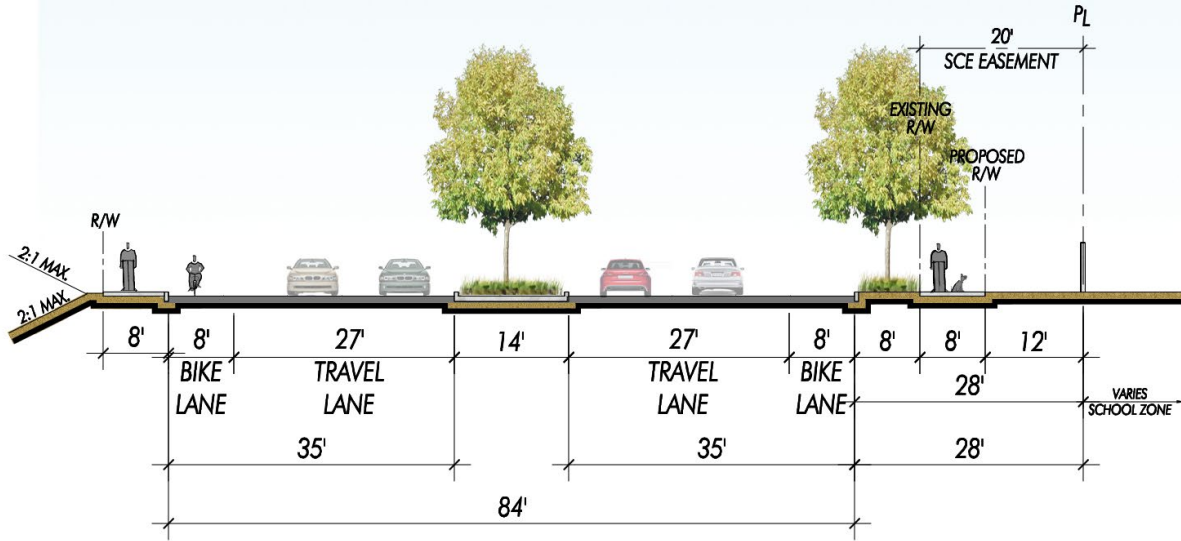 PL
20'
SCE EASEMENT
EXISTING
R/W
PROPOSED
R/W
R/W
2:1 MAX.
2:1 MAX.
8'
8'
27'
14'
27'
8'
8'
8'
12'
BIKE
LANE
TRAVEL
LANE
TRAVEL
LANE
BIKE
LANE
28'
VARIES
SCHOOL ZONE
35'
35'
28'
84'